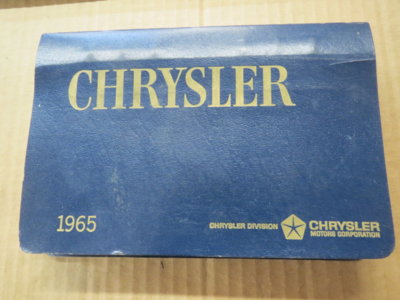 CHRYSLER
1965
CHRYSLER DIVISION
CHRYSLER
MOTORS CORPORATION